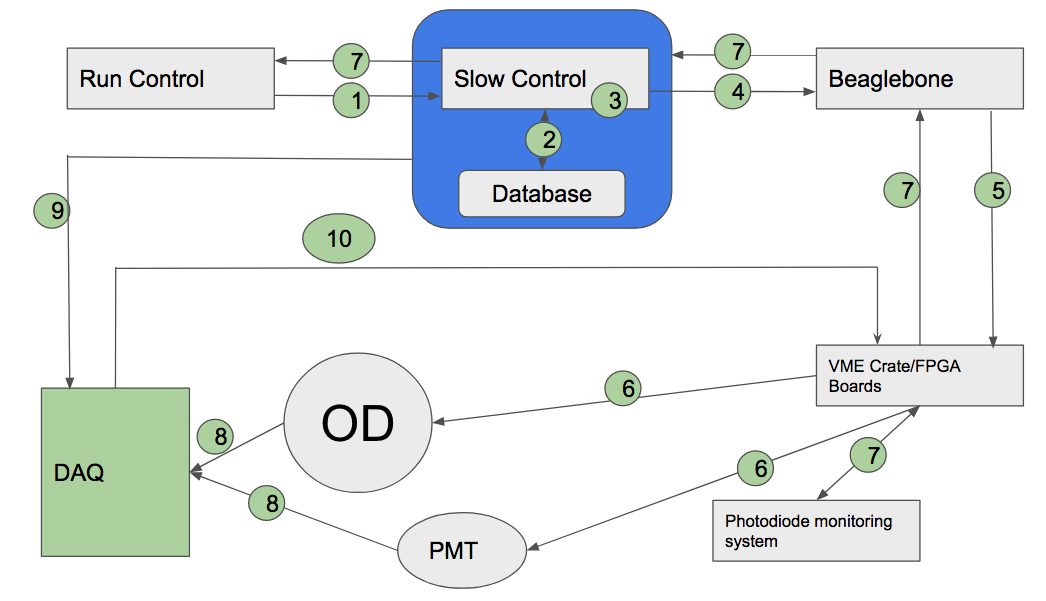 7
7
Run Control
Slow Control
Beaglebone
1
3
4
2
7
5
Database
9
10
VME Crate/FPGA
Boards
6
OD
8
7
6
DAQ
8
Photodiode monitoring
system
PMT